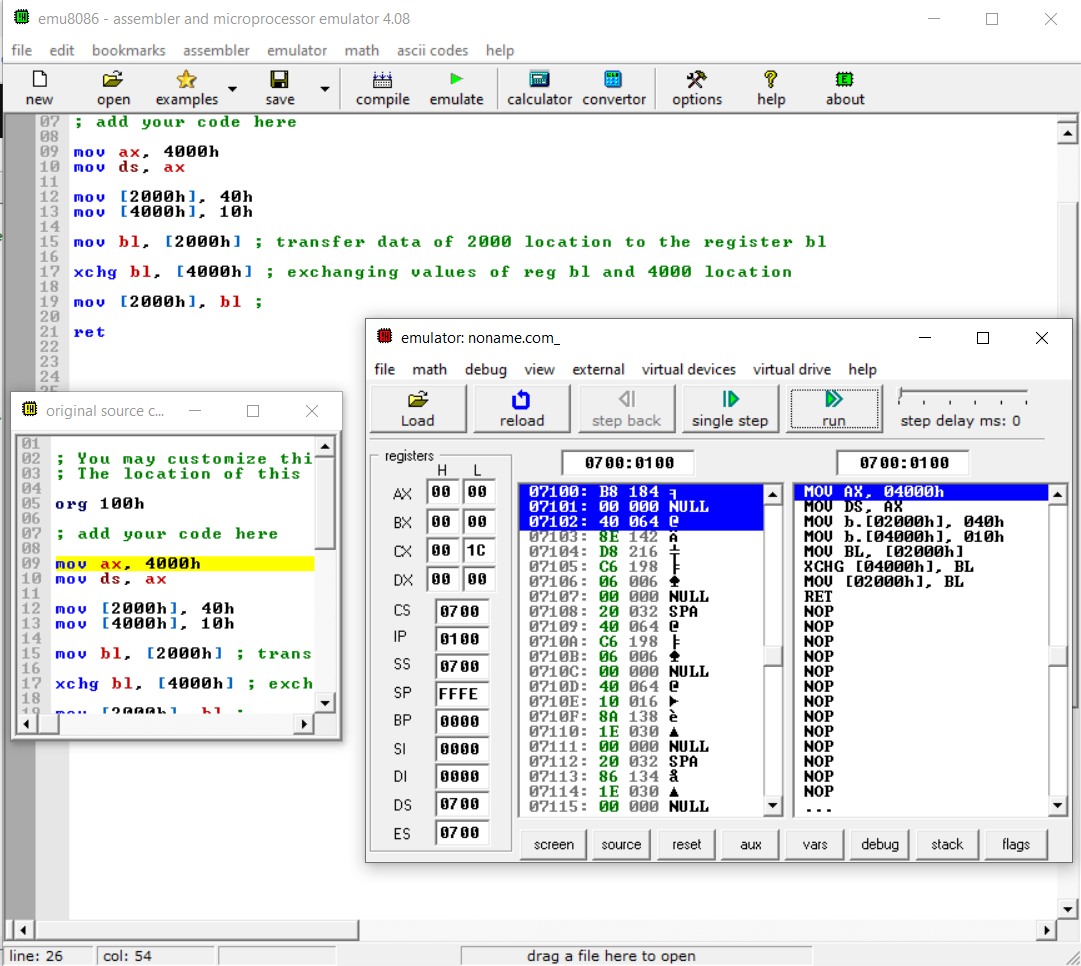 emu8086 - assembler and microprocessor emulator 4.08
file edit bookmarks assembler emulator math ascii codes help
new open examples save compile emulate calculator convertor options help about
07 ; add your code here
08
09 mov ax, 4000h
10 mov ds, ax
11
12 mov [2000h], 40h
13 mov [4000h], 10h
14
15 mov bl, [2000h] ; transfer data of 2000 location to the register bl
16
17 xchg bl, [4000h] ; exchanging values of reg bl and 4000 location
18
19 mov [2000h], bl ;
20
21 ret
22
23
24
original source c...
01
02 ; You may customize thi
03 ; The location of this
04
05 org 100h
06
07 ; add your code here
08
09 mov ax, 4000h
10 mov ds, ax
11
12 mov [2000h], 40h
13 mov [4000h], 10h
14
15 mov bl, [2000h] ; trans
16
17 xchg bl, [4000h] ; exch
18
19 mov [2000h], bl ;
emulator: noname.com_
file math debug view external virtual devices virtual drive help
Load reload step back single step run step delay ms: 0
registers
H L
AX 00 00
BX 00 00
CX 00 1C
DX 00 00
CS 0700
IP 0100
SS 0700
SP FFFE
BP 0000
SI 0000
DI 0000
DS 0700
ES 0700
0700:0100
07100: B8 184 ╕
07101: 00 000 NULL
07102: 40 064 @
07103: 8E 142 Ä
07104: D8 216 ╪
07105: C6 198 ╞
07106: 06 006 ♠
07107: 00 000 NULL
07108: 20 032 SPA
07109: 40 064 @
0710A: C6 198 ╞
0710B: 06 006 ♠
0710C: 00 000 NULL
0710D: 40 064 @
0710E: 10 016 ►
0710F: 8A 138 è
07110: 1E 030 ▲
07111: 00 000 NULL
07112: 20 032 SPA
07113: 86 134 å
07114: 1E 030 ▲
07115: 00 000 NULL
0700:0100
MOV AX, 04000h
MOV DS, AX
MOV b.[02000h], 040h
MOV b.[04000h], 010h
MOV BL, [02000h]
XCHG [04000h], BL
MOV [02000h], BL
RET
NOP
NOP
NOP
NOP
NOP
NOP
NOP
NOP
NOP
NOP
NOP
NOP
NOP
...
screen source reset aux vars debug stack flags
line: 26 col: 54 drag a file here to open